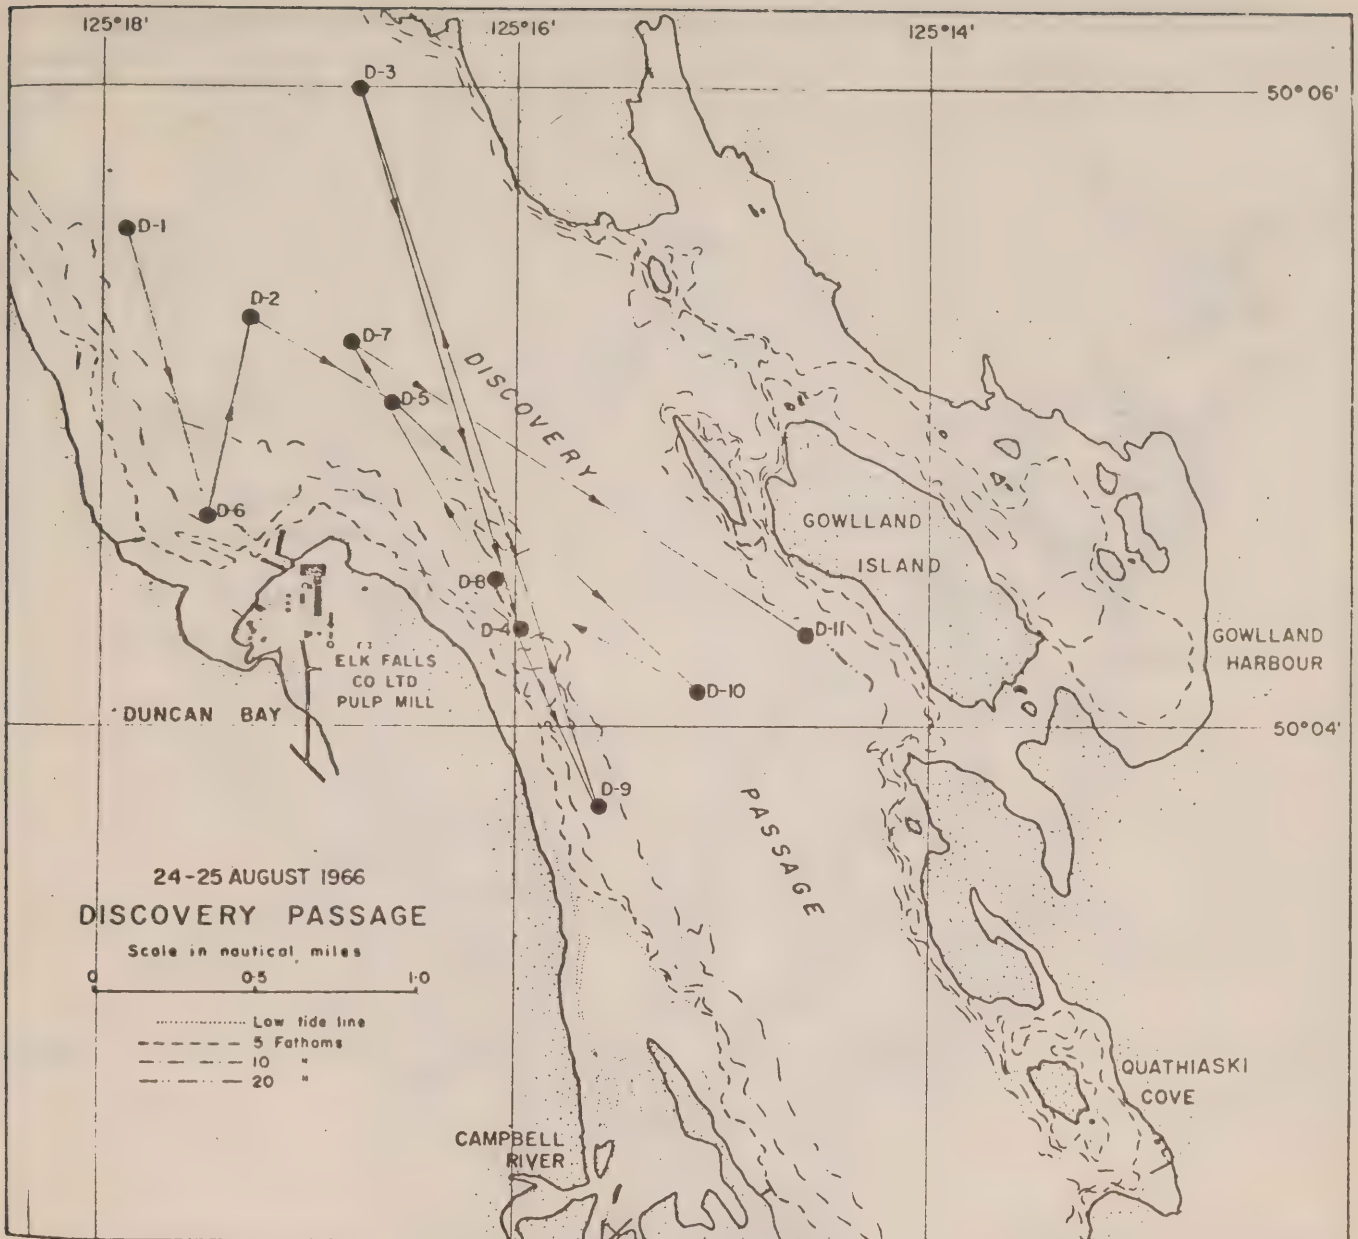 125°18'
125°16'
125°14'
D-3
50°06'
D-1
D-2
D-7
DISCOVERY
D-5
D-6
GOWLLAND
ISLAND
D-8
D-4
D-11
GOWLLAND
HARBOUR
ELK FALLS
CO LTD
PULP MILL
D-10
DUNCAN BAY
50°04'
D-9
PASSAGE
24-25 AUGUST 1966
DISCOVERY PASSAGE
Scale in nautical miles
0 0·5 1·0
Low tide line
5 Fathoms
10 "
20 "
QUATHIASKI
COVE
CAMPBELL
RIVER